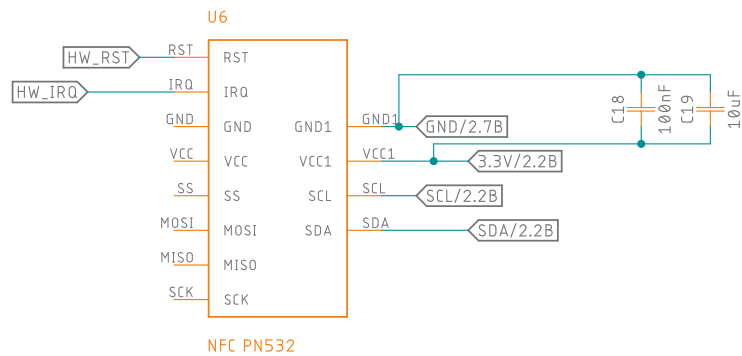 U6
HW_RST RST RST
HW_IRQ IRQ IRQ
GND GND GND1 GND1 GND/2.7B
VCC VCC VCC1 VCC1 3.3V/2.2B
SS SS SCL SCL SCL/2.2B
MOSI MOSI SDA SDA SDA/2.2B
MISO MISO
SCK SCK
C18 100nF C19 10uF
NFC PN532